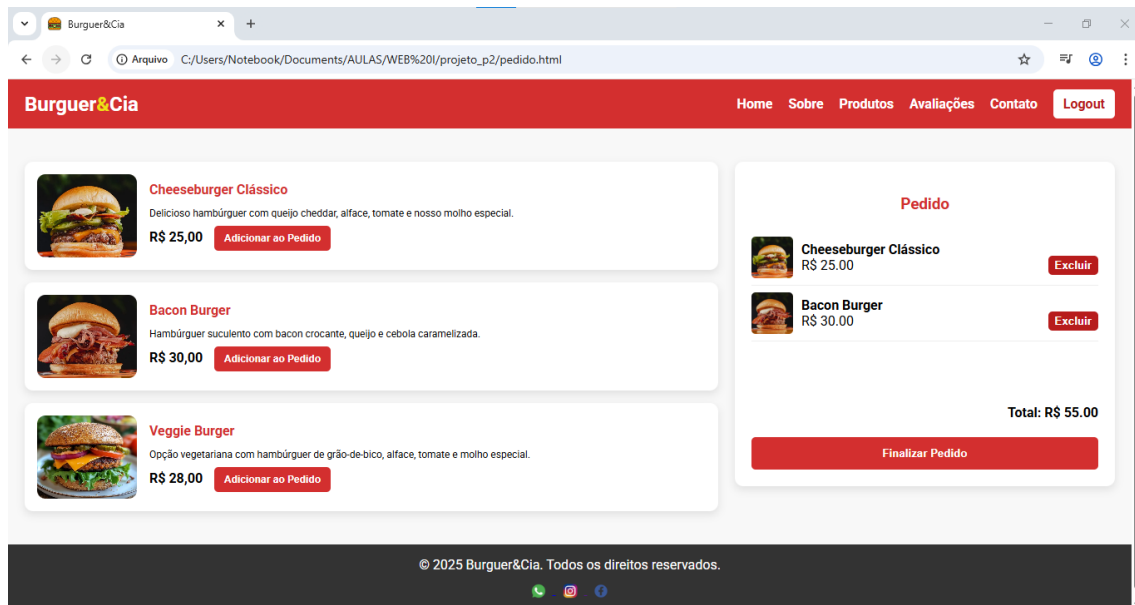 Burguer&Cia
Arquivo C:/Users/Notebook/Documents/AULAS/WEB%20I/projeto_p2/pedido.html
Burguer&Cia
Home Sobre Produtos Avaliações Contato Logout
Cheeseburger Clássico
Delicioso hambúrguer com queijo cheddar, alface, tomate e nosso molho especial.
R$ 25,00 Adicionar ao Pedido
Bacon Burger
Hambúrguer suculento com bacon crocante, queijo e cebola caramelizada.
R$ 30,00 Adicionar ao Pedido
Veggie Burger
Opção vegetariana com hambúrguer de grão-de-bico, alface, tomate e molho especial.
R$ 28,00 Adicionar ao Pedido
Pedido
Cheeseburger Clássico
R$ 25.00 Excluir
Bacon Burger
R$ 30.00 Excluir
Total: R$ 55.00
Finalizar Pedido
© 2025 Burguer&Cia. Todos os direitos reservados.